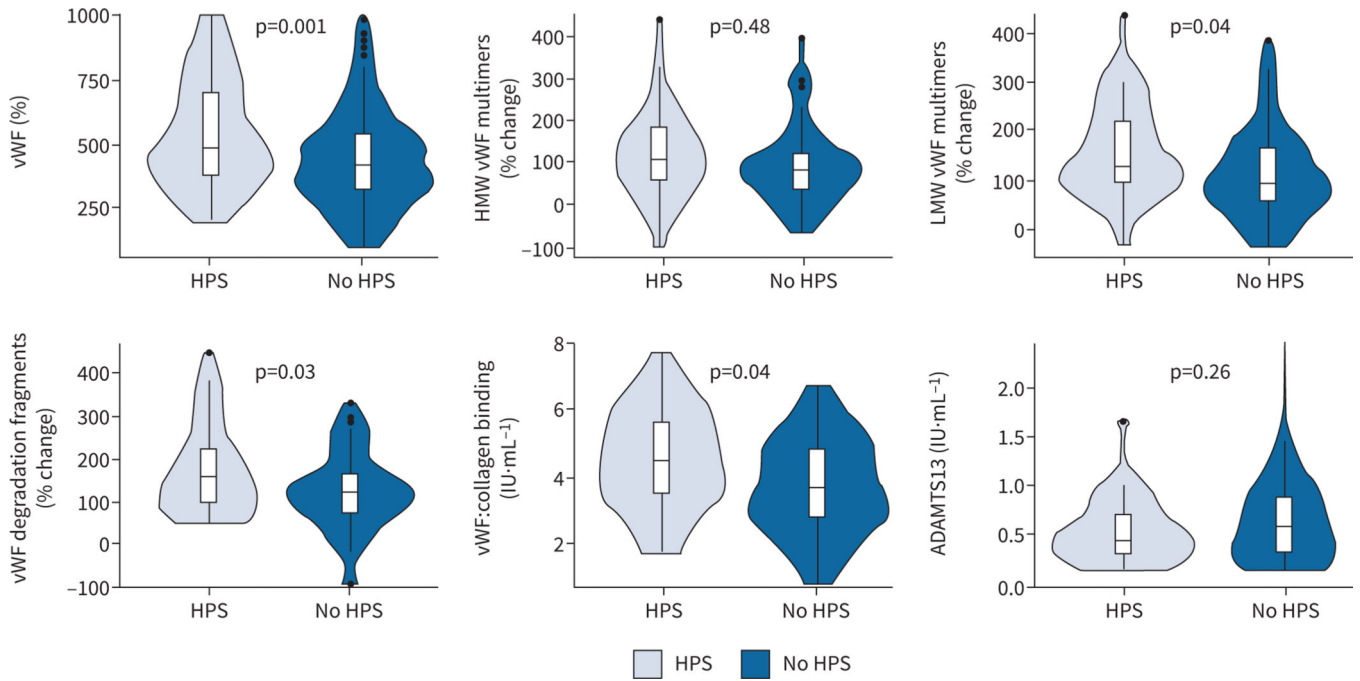 vWF (%)
1000
750
500
250
p=0.001
HPS
No HPS
HMW vWF multimers
(% change)
400
300
200
100
0
−100
p=0.48
HPS
No HPS
LMW vWF multimers
(% change)
400
300
200
100
0
p=0.04
HPS
No HPS
vWF degradation fragments
(% change)
400
300
200
100
0
−100
p=0.03
HPS
No HPS
vWF:collagen binding
(IU·mL⁻¹)
8
6
4
2
p=0.04
HPS
No HPS
ADAMTS13 (IU·mL⁻¹)
2.0
1.5
1.0
0.5
0.0
p=0.26
HPS
No HPS
HPS
No HPS